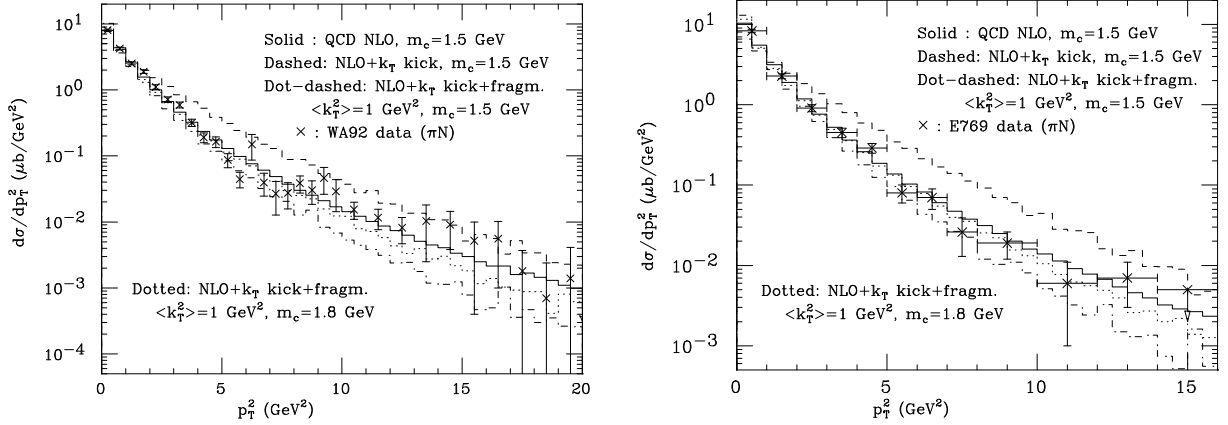 Solid : QCD NLO, m_c=1.5 GeV
Dashed: NLO+k_T kick, m_c=1.5 GeV
Dot-dashed: NLO+k_T kick+fragm.
<k_T^2>=1 GeV^2, m_c=1.5 GeV
× : WA92 data (πN)
Dotted: NLO+k_T kick+fragm.
<k_T^2>=1 GeV^2, m_c=1.8 GeV
dσ/dp_T^2 (μb/GeV^2)
10^1
10^0
10^-1
10^-2
10^-3
10^-4
0 5 10 15 20
p_T^2 (GeV^2)
Solid : QCD NLO, m_c=1.5 GeV
Dashed: NLO+k_T kick, m_c=1.5 GeV
Dot-dashed: NLO+k_T kick+fragm.
<k_T^2>=1 GeV^2, m_c=1.5 GeV
× : E769 data (πN)
Dotted: NLO+k_T kick+fragm.
<k_T^2>=1 GeV^2, m_c=1.8 GeV
dσ/dp_T^2 (μb/GeV^2)
10^1
10^0
10^-1
10^-2
10^-3
0 5 10 15
p_T^2 (GeV^2)